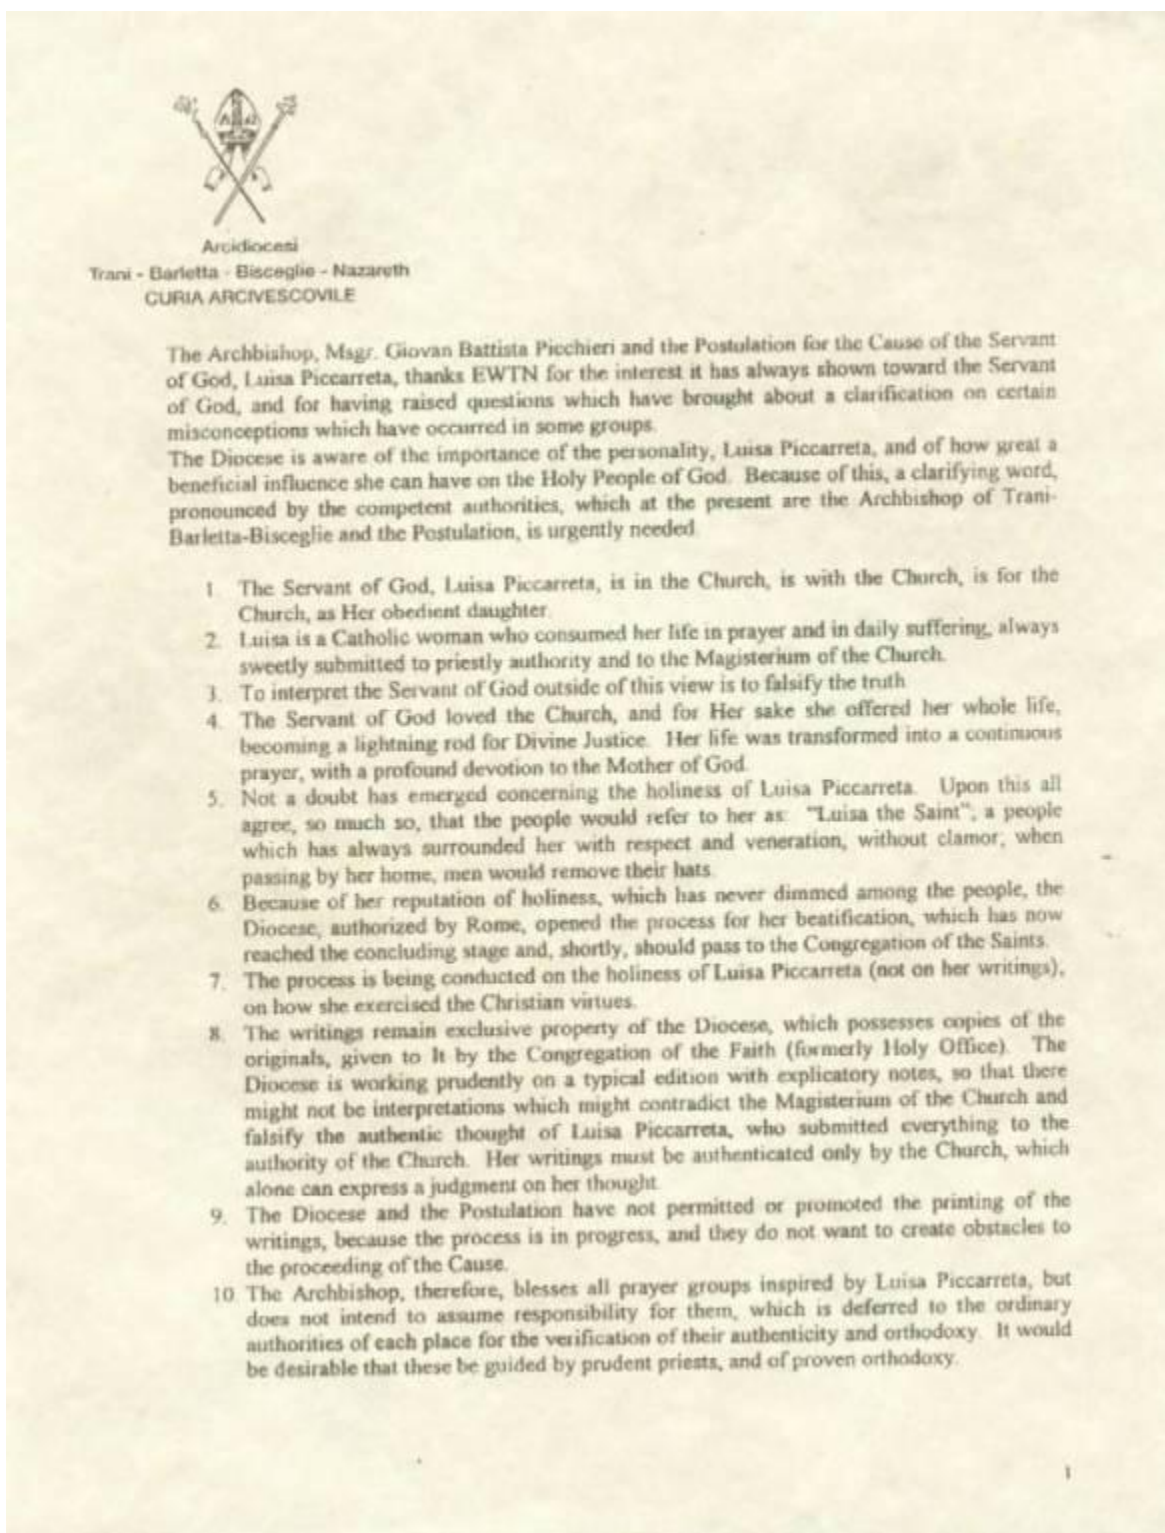 Arcidiocesi
Trani - Barletta - Bisceglie - Nazareth
CURIA ARCIVESCOVILE
The Archbishop, Msgr. Giovan Battista Picchieri and the Postulation for the Cause of the Servant
of God, Luisa Piccarreta, thanks EWTN for the interest it has always shown toward the Servant
of God, and for having raised questions which have brought about a clarification on certain
misconceptions which have occurred in some groups.
The Diocese is aware of the importance of the personality, Luisa Piccarreta, and of how great a
beneficial influence she can have on the Holy People of God. Because of this, a clarifying word,
pronounced by the competent authorities, which at the present are the Archbishop of Trani-
Barletta-Bisceglie and the Postulation, is urgently needed.
1 The Servant of God, Luisa Piccarreta, is in the Church, is with the Church, is for the
Church, as Her obedient daughter.
2. Luisa is a Catholic woman who consumed her life in prayer and in daily suffering, always
sweetly submitted to priestly authority and to the Magisterium of the Church.
3. To interpret the Servant of God outside of this view is to falsify the truth
4. The Servant of God loved the Church, and for Her sake she offered her whole life,
becoming a lightning rod for Divine Justice. Her life was transformed into a continuous
prayer, with a profound devotion to the Mother of God.
5. Not a doubt has emerged concerning the holiness of Luisa Piccarreta. Upon this all
agree, so much so, that the people would refer to her as: "Luisa the Saint"; a people
which has always surrounded her with respect and veneration, without clamor; when
passing by her home, men would remove their hats.
6. Because of her reputation of holiness, which has never dimmed among the people, the
Diocese, authorized by Rome, opened the process for her beatification, which has now
reached the concluding stage and, shortly, should pass to the Congregation of the Saints.
7. The process is being conducted on the holiness of Luisa Piccarreta (not on her writings),
on how she exercised the Christian virtues.
8. The writings remain exclusive property of the Diocese, which possesses copies of the
originals, given to It by the Congregation of the Faith (formerly Holy Office). The
Diocese is working prudently on a typical edition with explicatory notes, so that there
might not be interpretations which might contradict the Magisterium of the Church and
falsify the authentic thought of Luisa Piccarreta, who submitted everything to the
authority of the Church. Her writings must be authenticated only by the Church, which
alone can express a judgment on her thought.
9. The Diocese and the Postulation have not permitted or promoted the printing of the
writings, because the process is in progress, and they do not want to create obstacles to
the proceeding of the Cause.
10 The Archbishop, therefore, blesses all prayer groups inspired by Luisa Piccarreta, but
does not intend to assume responsibility for them, which is deferred to the ordinary
authorities of each place for the verification of their authenticity and orthodoxy. It would
be desirable that these be guided by prudent priests, and of proven orthodoxy.
1